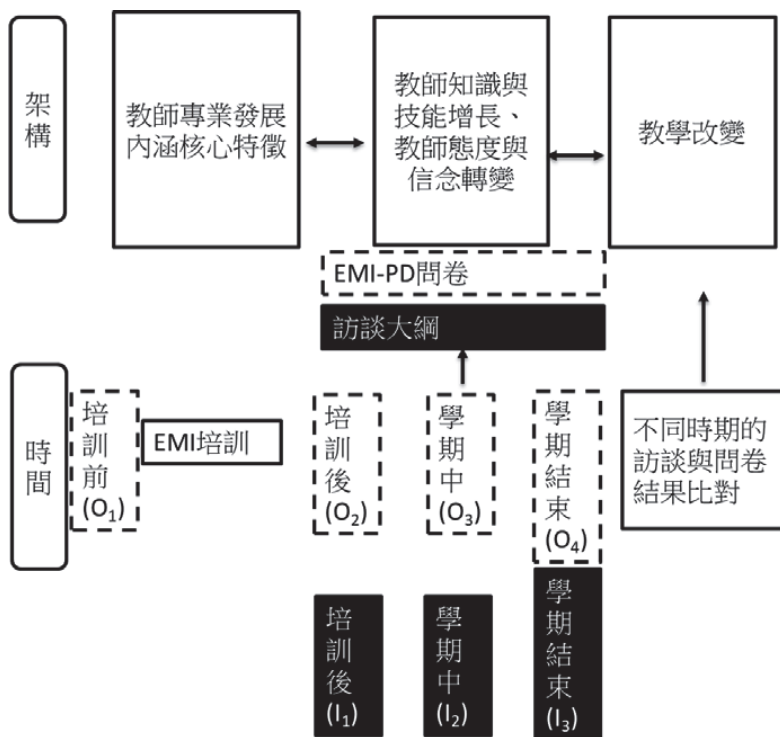 架構
教師專業發展
內涵核心特徵
教師知識與
技能增長、
教師態度與
信念轉變
教學改變
EMI-PD問卷
訪談大綱
時間
培訓前
(O₁)
EMI培訓
培訓後
(O₂)
學期中
(O₃)
學期結束
(O₄)
不同時期的
訪談與問卷
結果比對
培訓後
(I₁)
學期中
(I₂)
學期結束
(I₃)